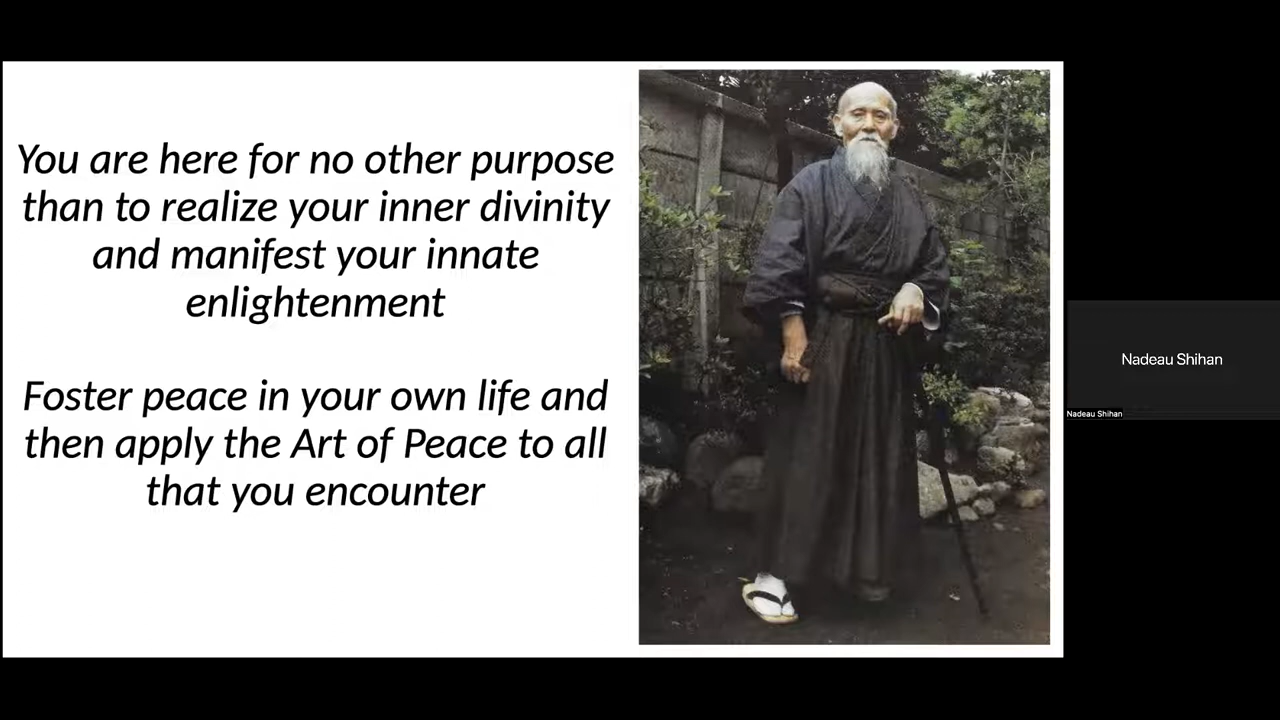 You are here for no other purpose
than to realize your inner divinity
and manifest your innate
enlightenment
Foster peace in your own life and
then apply the Art of Peace to all
that you encounter
Nadeau Shihan
Nadeau Shihan